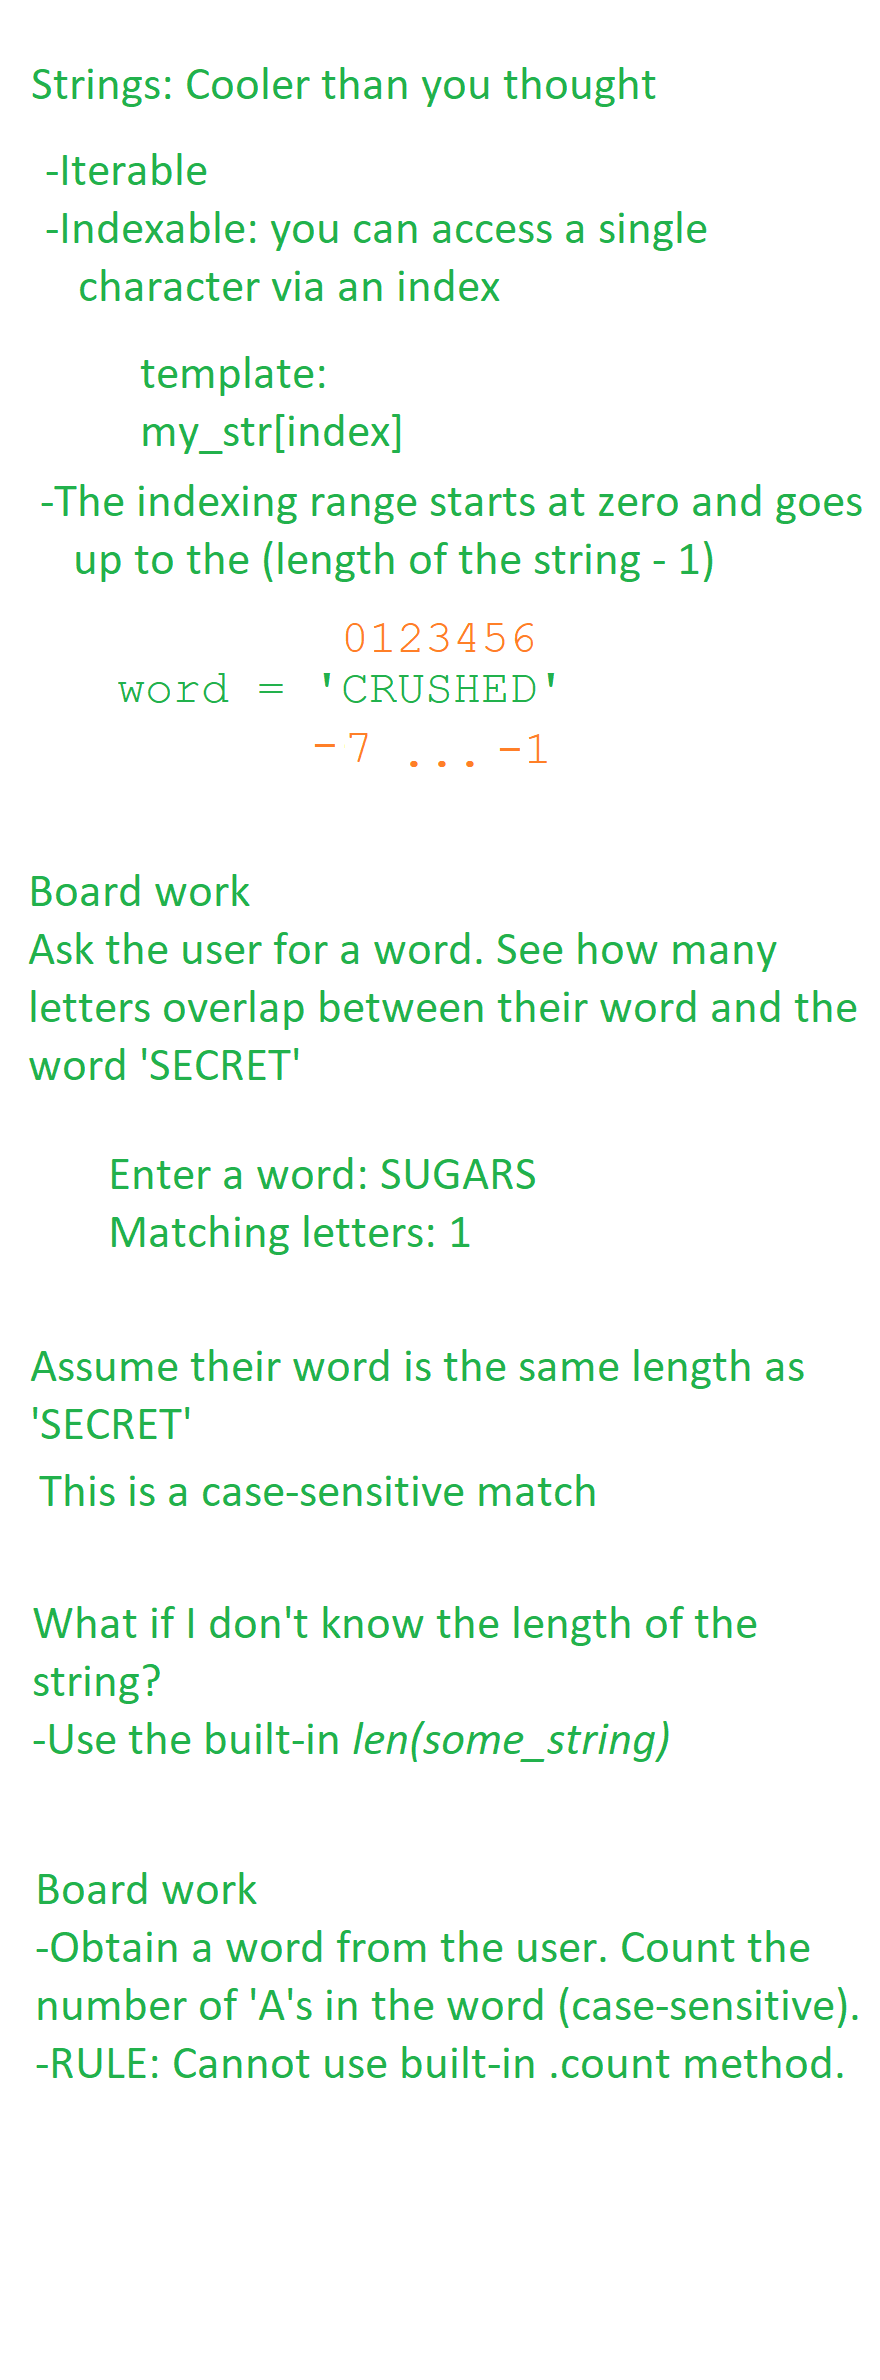 Strings: Cooler than you thought
-Iterable
-Indexable: you can access a single
character via an index
template:
my_str[index]
-The indexing range starts at zero and goes
up to the (length of the string - 1)
0123456
word = 'CRUSHED'
-7 ... -1
Board work
Ask the user for a word. See how many
letters overlap between their word and the
word 'SECRET'
Enter a word: SUGARS
Matching letters: 1
Assume their word is the same length as
'SECRET'
This is a case-sensitive match
What if I don't know the length of the
string?
-Use the built-in len(some_string)
Board work
-Obtain a word from the user. Count the
number of 'A's in the word (case-sensitive).
-RULE: Cannot use built-in .count method.